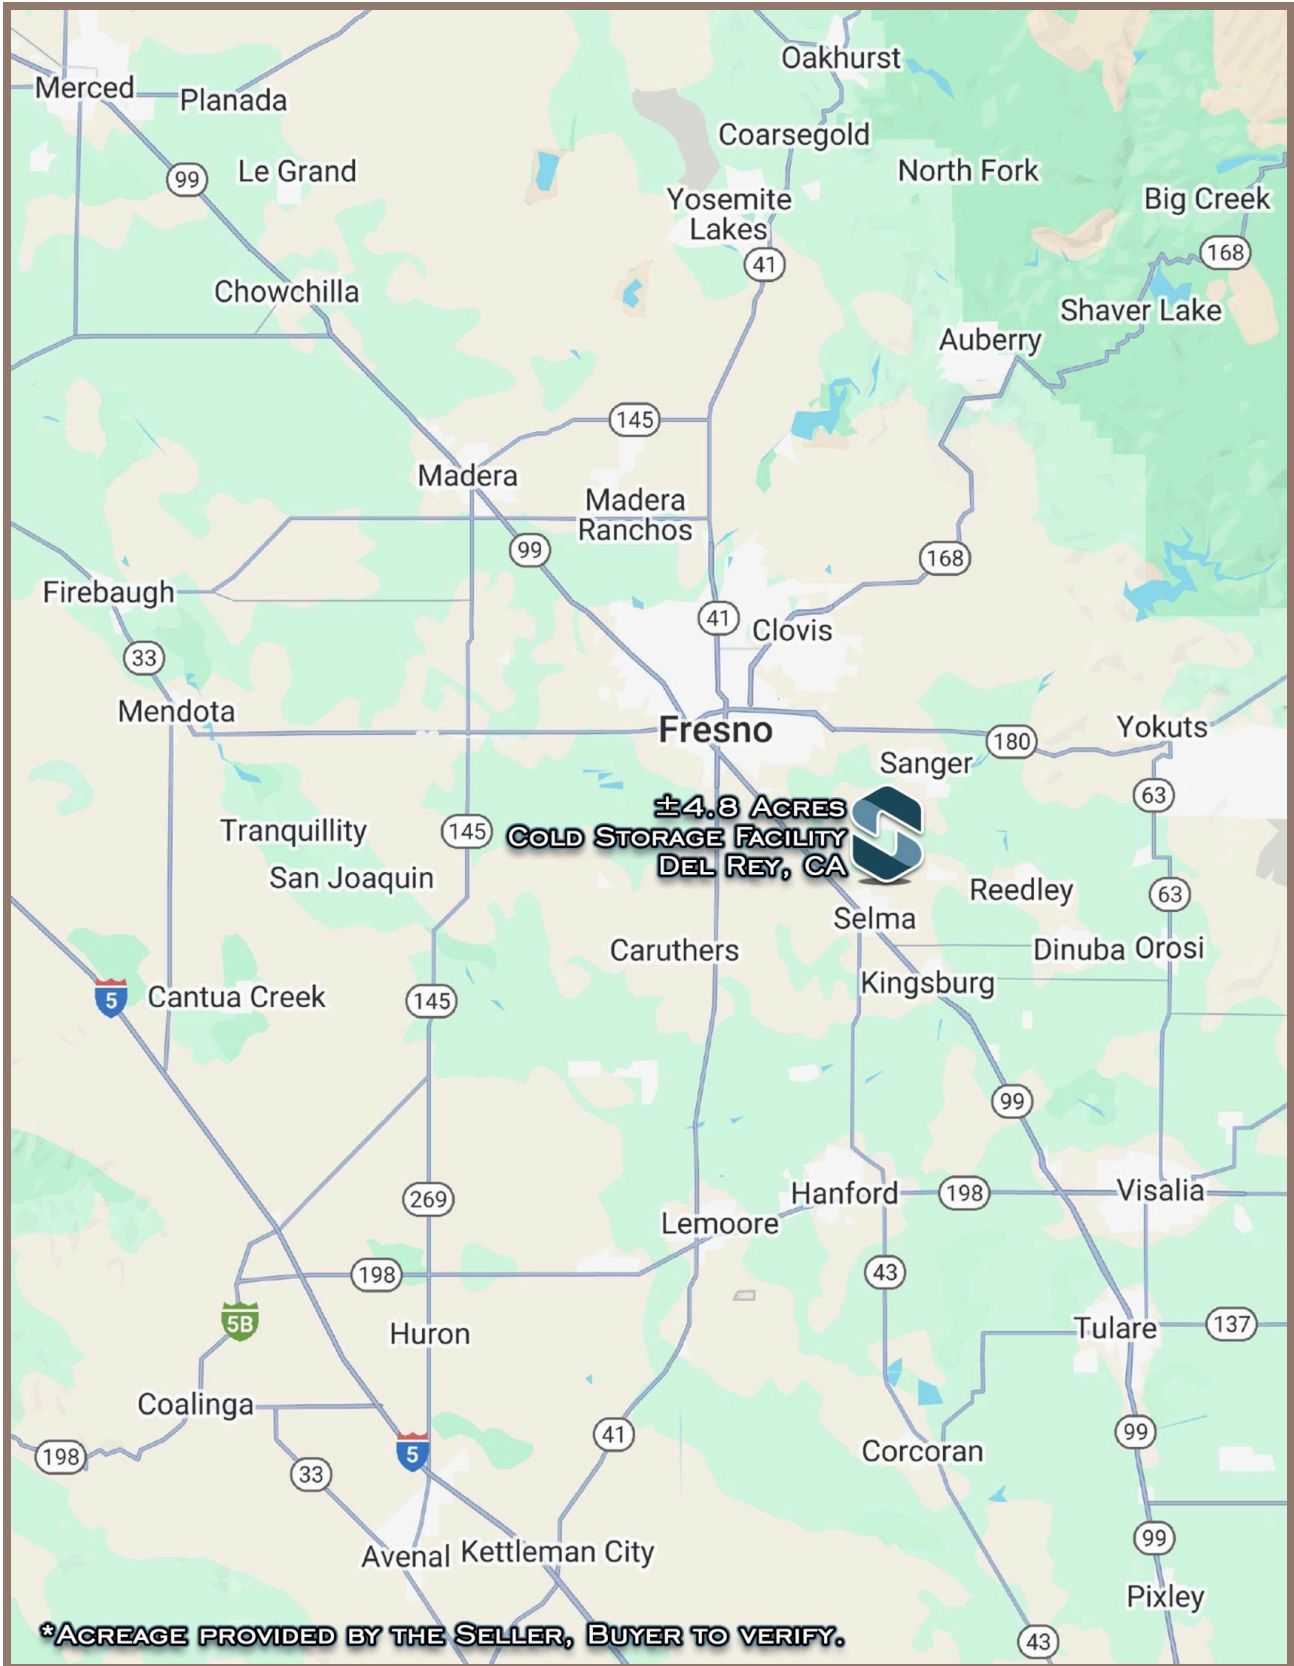 Oakhurst
Merced
Planada
Coarsegold
99
Le Grand
North Fork
Yosemite
Lakes
Big Creek
41
168
Chowchilla
Shaver Lake
Auberry
145
Madera
Madera
Ranchos
99
168
Firebaugh
41
Clovis
33
Mendota
Fresno
Yokuts
180
Sanger
63
±4.8 Acres
Cold Storage Facility
Del Rey, CA
Tranquillity
145
San Joaquin
Reedley
63
Selma
Caruthers
Dinuba
Orosi
Kingsburg
5
Cantua Creek
145
99
Hanford
198
Visalia
269
Lemoore
198
43
5B
Huron
Tulare
137
Coalinga
198
5
41
99
33
Corcoran
Avenal
Kettleman City
99
Pixley
*Acreage provided by the Seller, Buyer to verify.
43